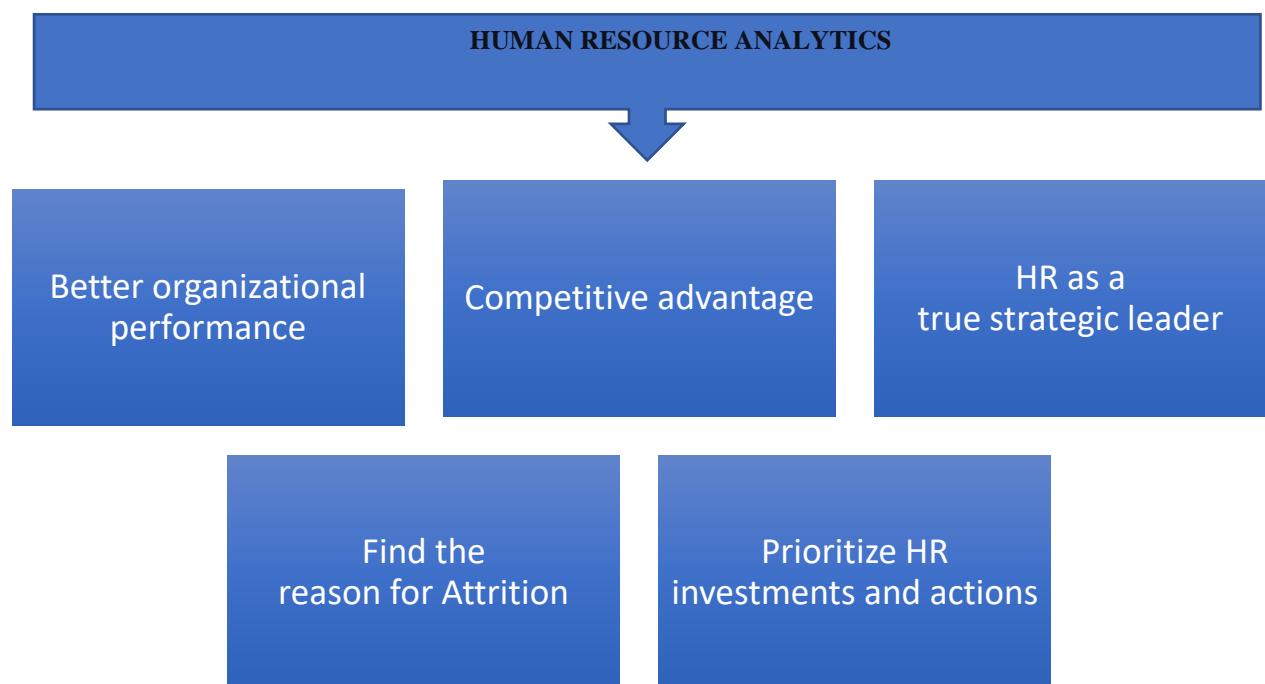 HUMAN RESOURCE ANALYTICS
Better organizational
performance
Competitive advantage
HR as a
true strategic leader
Find the
reason for Attrition
Prioritize HR
investments and actions